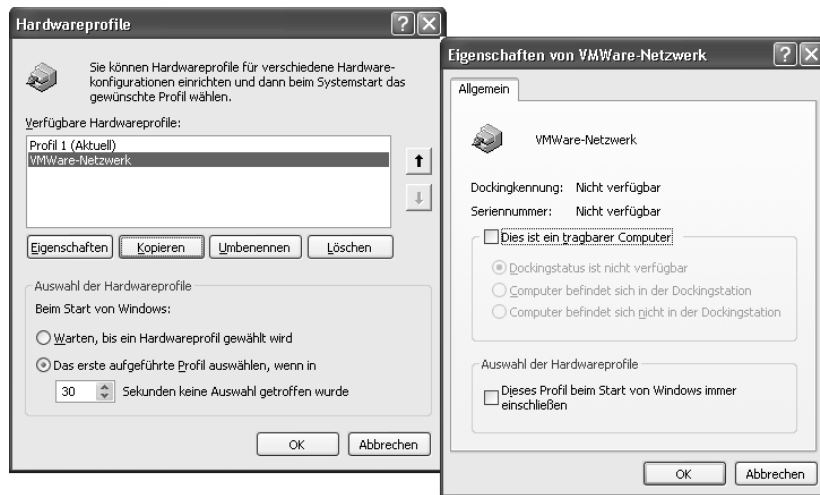 Hardwareprofile
Sie können Hardwareprofile für verschiedene Hardware-
konfigurationen einrichten und dann beim Systemstart das
gewünschte Profil wählen.
Verfügbare Hardwareprofile:
Profil 1 (Aktuell)
VMWare-Netzwerk
Eigenschaften
Kopieren
Umbenennen
Löschen
Auswahl der Hardwareprofile
Beim Start von Windows:
Warten, bis ein Hardwareprofil gewählt wird
Das erste aufgeführte Profil auswählen, wenn in
30 Sekunden keine Auswahl getroffen wurde
OK
Abbrechen
Eigenschaften von VMWare-Netzwerk
Allgemein
VMWare-Netzwerk
Dockingkennung: Nicht verfügbar
Seriennummer: Nicht verfügbar
Dies ist ein tragbarer Computer
Dockingstatus ist nicht verfügbar
Computer befindet sich in der Dockingstation
Computer befindet sich nicht in der Dockingstation
Auswahl der Hardwareprofile
Dieses Profil beim Start von Windows immer
einschließen
OK
Abbrechen